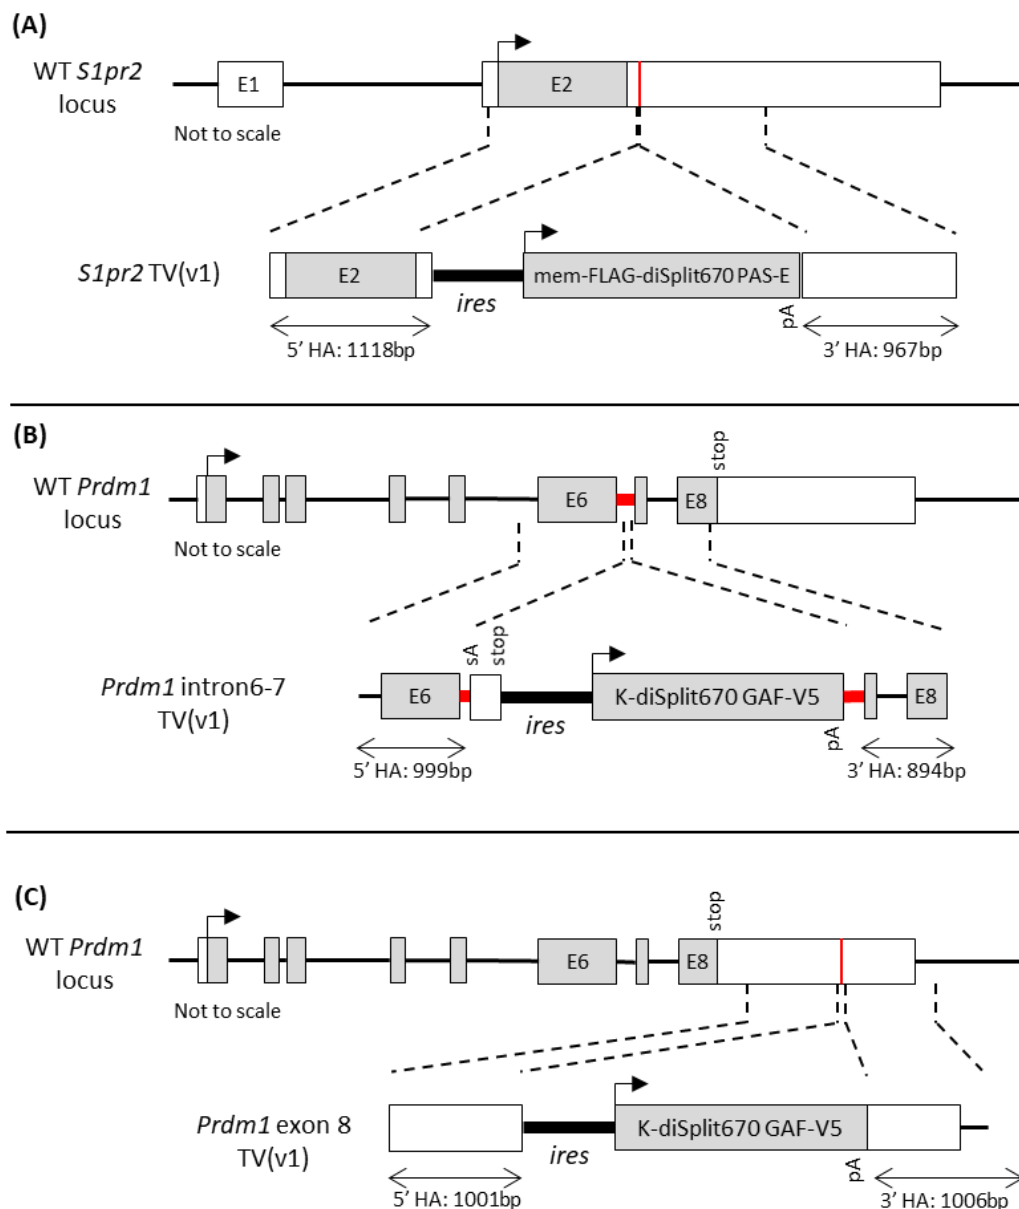 (A)
WT S1pr2
locus
E1
E2
Not to scale
S1pr2 TV(v1)
E2
ires
mem-FLAG-diSplit670 PAS-E
pA
5’ HA: 1118bp
3’ HA: 967bp
(B)
WT Prdm1
locus
E6
E8
stop
Not to scale
Prdm1 intron6-7
TV(v1)
E6
sA
stop
ires
K-diSplit670 GAF-V5
pA
E8
5’ HA: 999bp
3’ HA: 894bp
(C)
WT Prdm1
locus
E6
E8
stop
Not to scale
Prdm1 exon 8
TV(v1)
ires
K-diSplit670 GAF-V5
pA
5’ HA: 1001bp
3’ HA: 1006bp